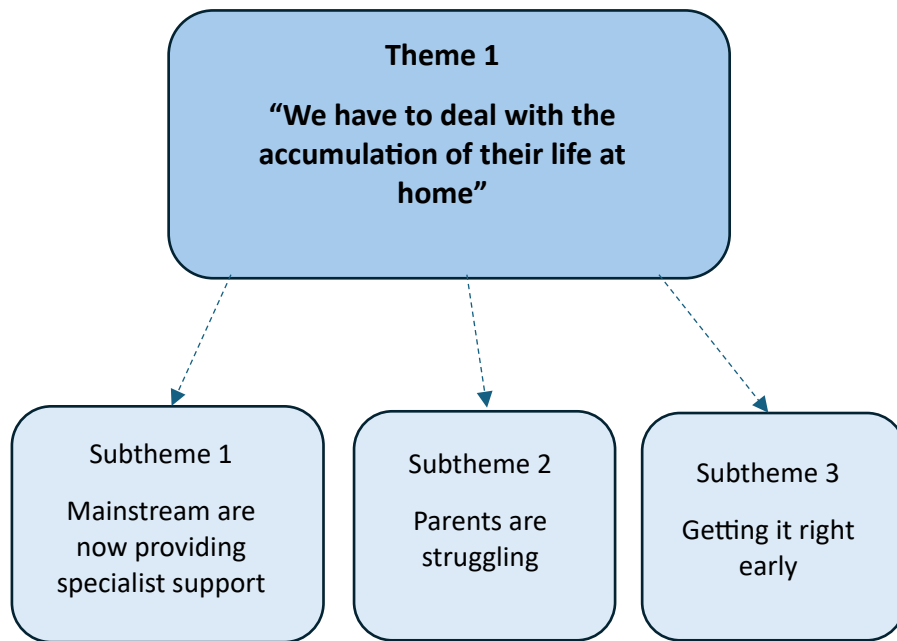 Theme 1
“We have to deal with the
accumulation of their life at
home”
Subtheme 1
Mainstream are
now providing
specialist support
Subtheme 2
Parents are
struggling
Subtheme 3
Getting it right
early